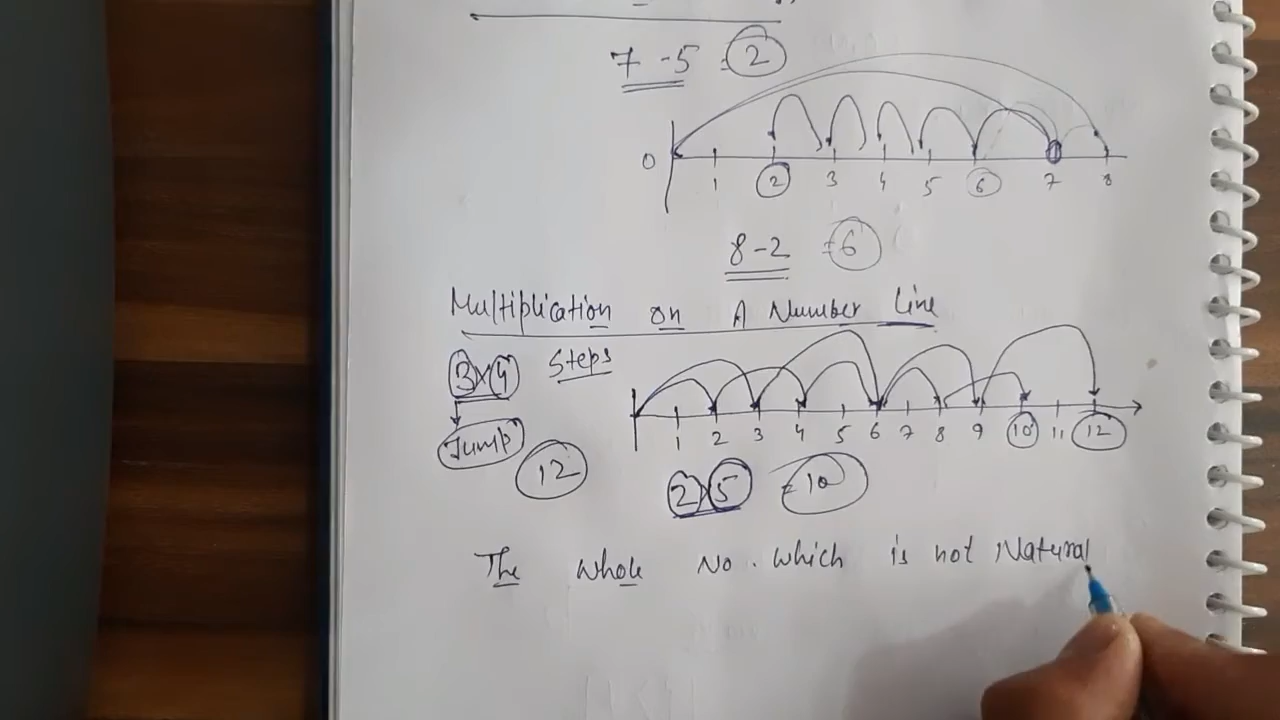 7 - 5 = 2
0 1 2 3 4 5 6 7 8
8 - 2 = 6
Multiplication on A Number Line
3 x 4 Steps
Jump
12
1 2 3 4 5 6 7 8 9 10 11 12
2 x 5 = 10
The whole No. which is not Natural